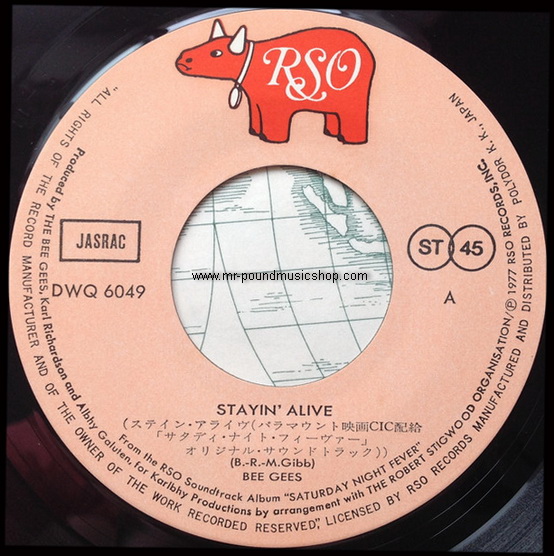 RSO
JASRAC
DWQ 6049
ST 45
A
www.mr-poundmusicshop.com
STAYIN' ALIVE
(ステイン・アライヴ(パラマウント映画CIC配給
「サタディ・ナイト・フィーヴァー」
オリジナル・サウンドトラック))
(B.-R.-M.Gibb)
BEE GEES
Produced by THE BEE GEES, Karl Richardson and Albhy Galuten, for Karlbhy Productions by arrangement with THE ROBERT STIGWOOD ORGANISATION/Ⓟ 1977 RSO RECORDS, INC.
From the RSO Soundtrack Album "SATURDAY NIGHT FEVER"
"ALL RIGHTS OF THE RECORD MANUFACTURER AND OF THE OWNER OF THE WORK RECORDED RESERVED", LICENSED BY RSO RECORDS MANUFACTURED AND DISTRIBUTED BY POLYDOR K. K., JAPAN